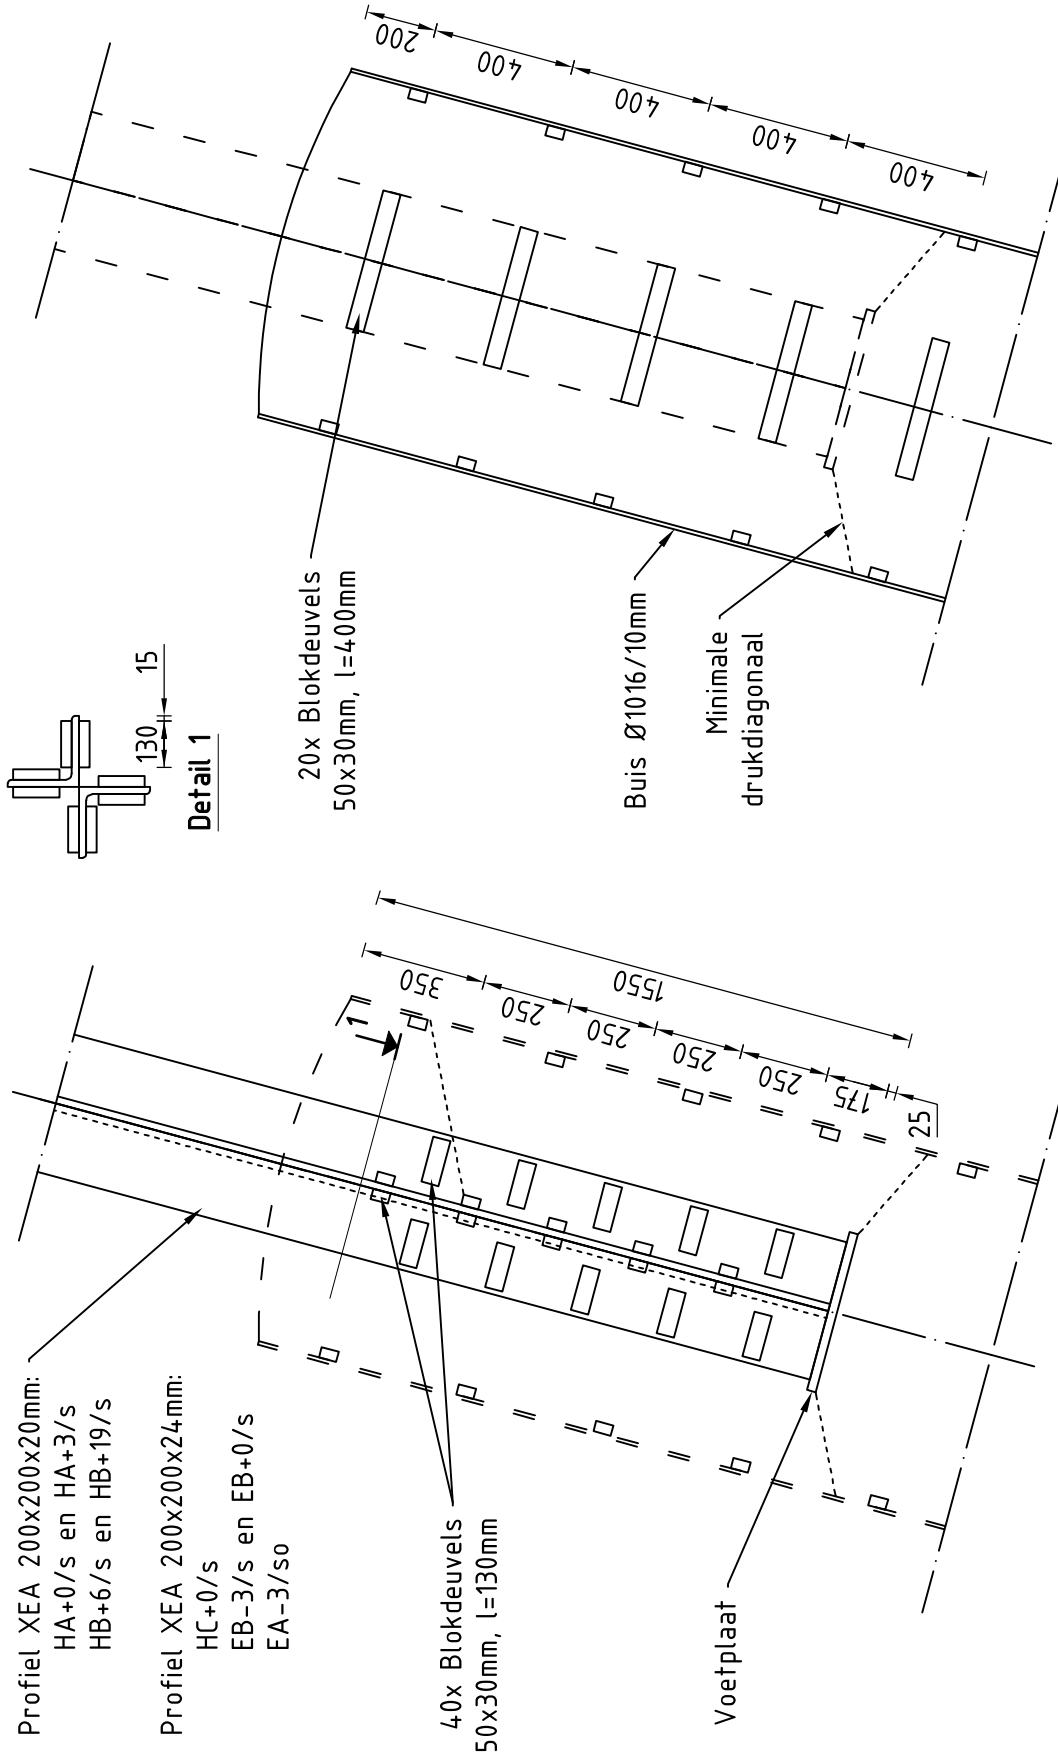 Profiel XEA 200x200x20mm:
HA+0/s en HA+3/s
HB+6/s en HB+19/s
Profiel XEA 200x200x24mm:
HC+0/s
EB-3/s en EB+0/s
EA-3/so
40x Blokdeuvels
50x30mm, l=130mm
Voetplaat
1
350
250
250
250
250
175
25
1550
130
15
Detail 1
20x Blokdeuvels
50x30mm, l=400mm
Buis Ø1016/10mm
Minimale
drukdiagonaal
200
400
400
400
400